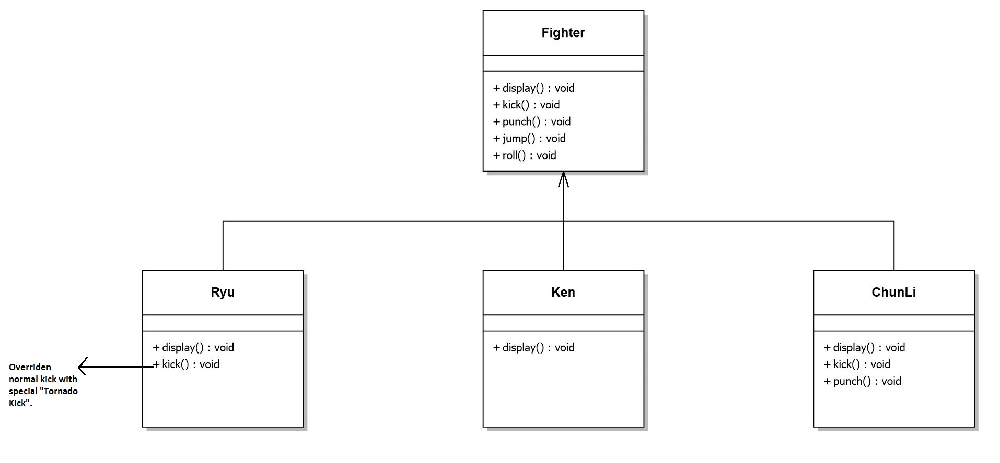 Fighter
+ display() : void
+ kick() : void
+ punch() : void
+ jump() : void
+ roll() : void
Ryu
+ display() : void
+ kick() : void
Overriden
normal kick with
special "Tornado
Kick".
Ken
+ display() : void
ChunLi
+ display() : void
+ kick() : void
+ punch() : void